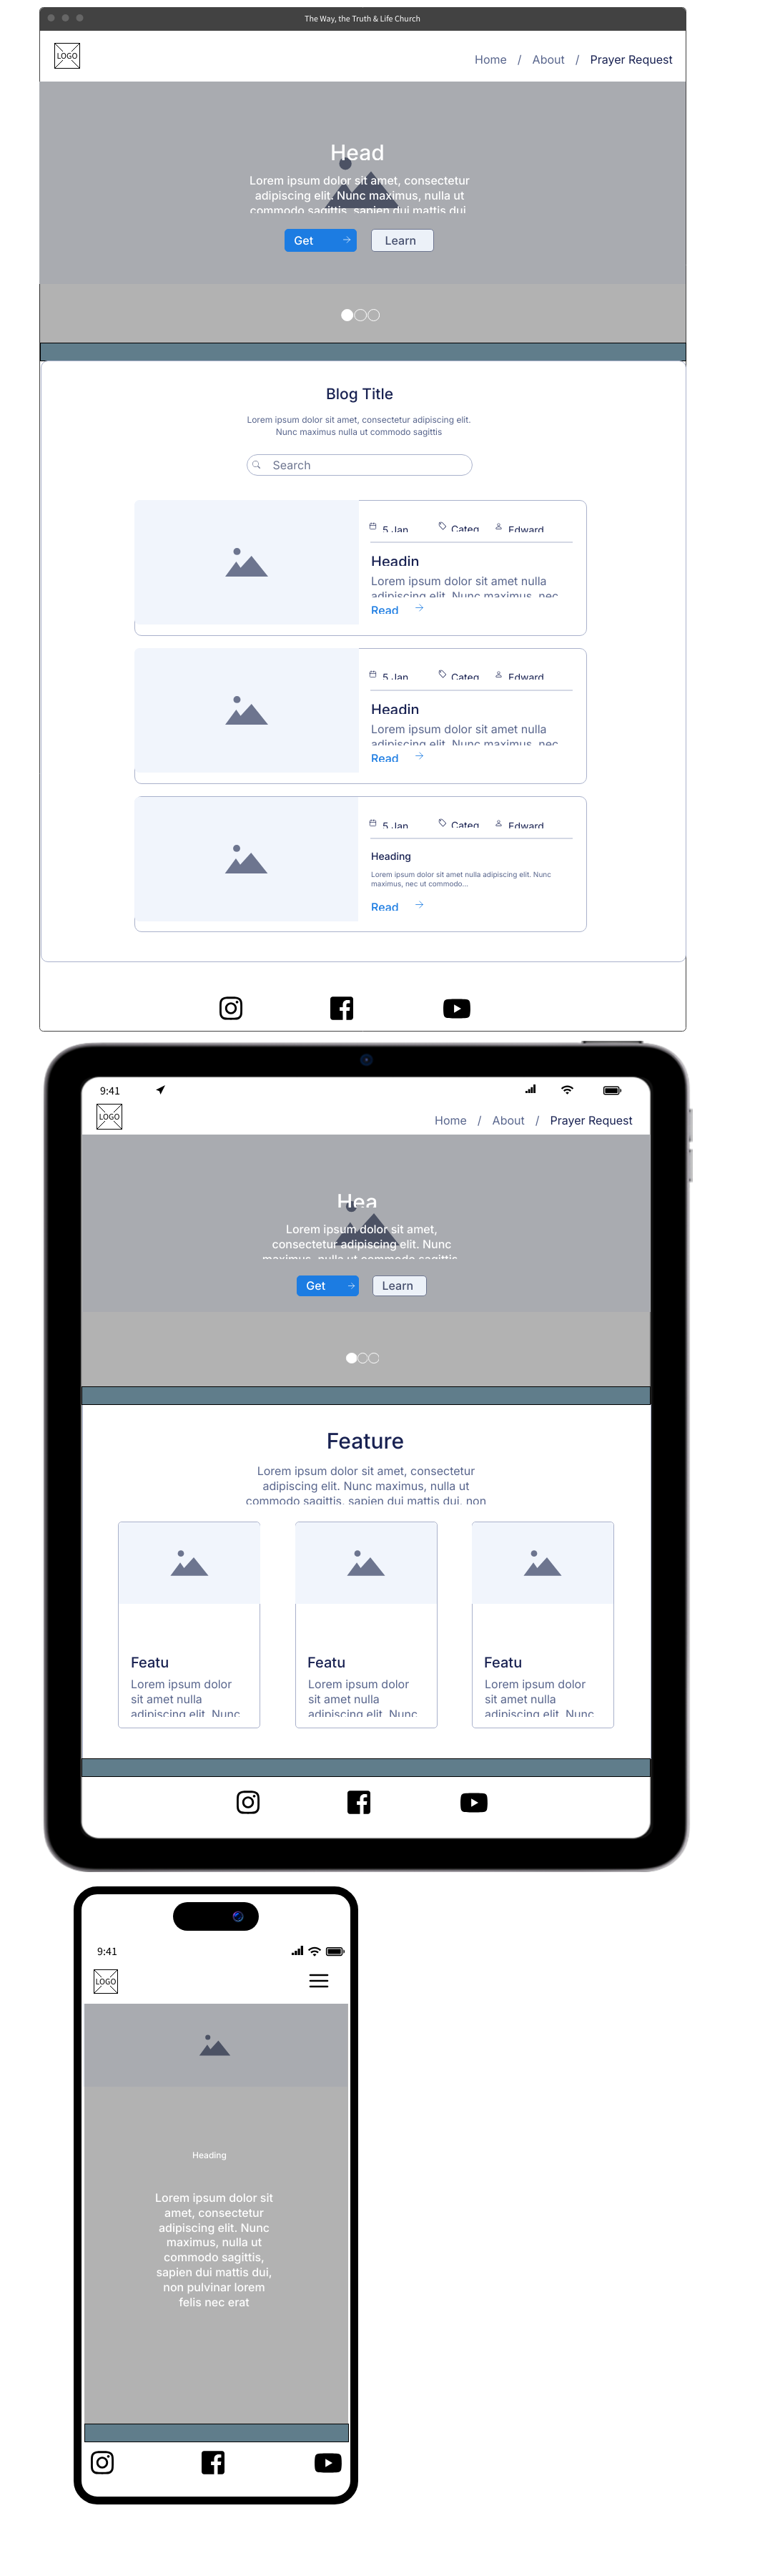 The Way, the Truth & Life Church
LOGO
Home / About / Prayer Request
Head
Lorem ipsum dolor sit amet, consectetur
adipiscing elit. Nunc maximus, nulla ut
commodo sagittis, sapien dui mattis dui,
Get
Learn
Blog Title
Lorem ipsum dolor sit amet, consectetur adipiscing elit.
Nunc maximus nulla ut commodo sagittis
Search
5 Jan Categ Edward
Headin
Lorem ipsum dolor sit amet nulla
adipiscing elit. Nunc maximus, nec
Read
5 Jan Categ Edward
Headin
Lorem ipsum dolor sit amet nulla
adipiscing elit. Nunc maximus, nec
Read
5 Jan Categ Edward
Heading
Lorem ipsum dolor sit amet nulla adipiscing elit. Nunc
maximus, nec ut commodo...
Read
9:41
LOGO
Home / About / Prayer Request
Hea
Lorem ipsum dolor sit amet,
consectetur adipiscing elit. Nunc
maximus, nulla ut commodo sagittis,
Get
Learn
Feature
Lorem ipsum dolor sit amet, consectetur
adipiscing elit. Nunc maximus, nulla ut
commodo sagittis, sapien dui mattis dui, non
Featu
Lorem ipsum dolor
sit amet nulla
adipiscing elit. Nunc
Featu
Lorem ipsum dolor
sit amet nulla
adipiscing elit. Nunc
Featu
Lorem ipsum dolor
sit amet nulla
adipiscing elit. Nunc
9:41
LOGO
Heading
Lorem ipsum dolor sit
amet, consectetur
adipiscing elit. Nunc
maximus, nulla ut
commodo sagittis,
sapien dui mattis dui,
non pulvinar lorem
felis nec erat